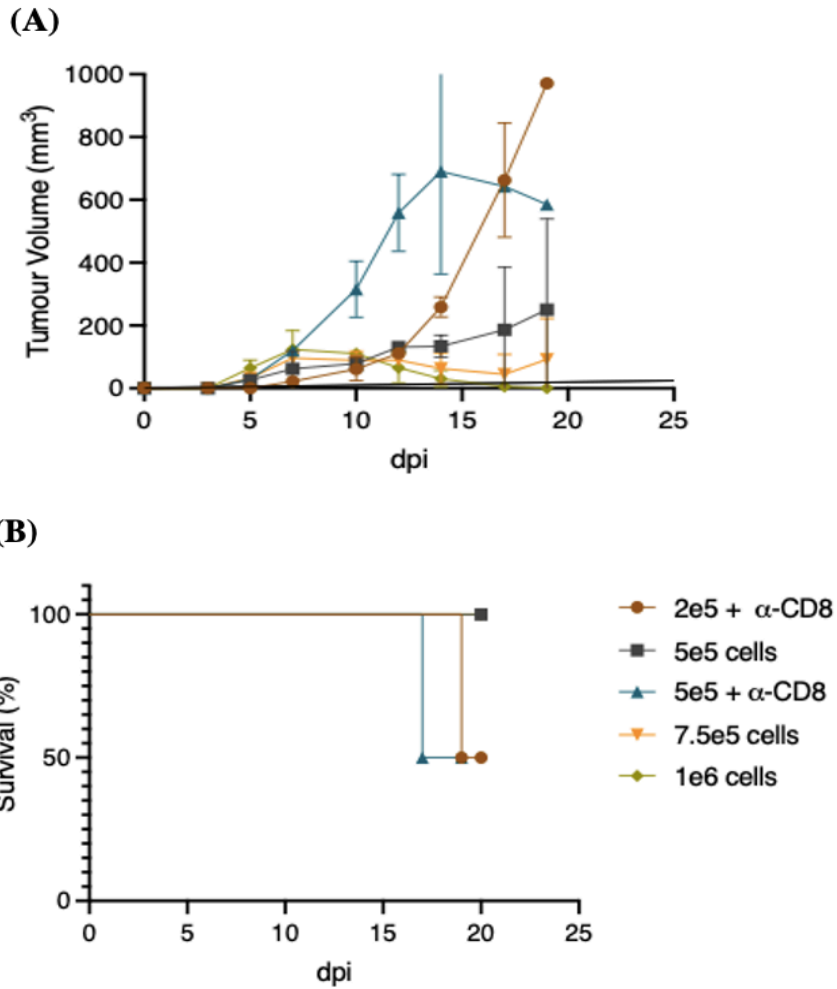 (A)
1000
800
600
400
200
0
Tumour Volume (mm³)
0 5 10 15 20 25
dpi
(B)
100
50
0
Survival (%)
0 5 10 15 20 25
dpi
2e5 + α-CD8
5e5 cells
5e5 + α-CD8
7.5e5 cells
1e6 cells